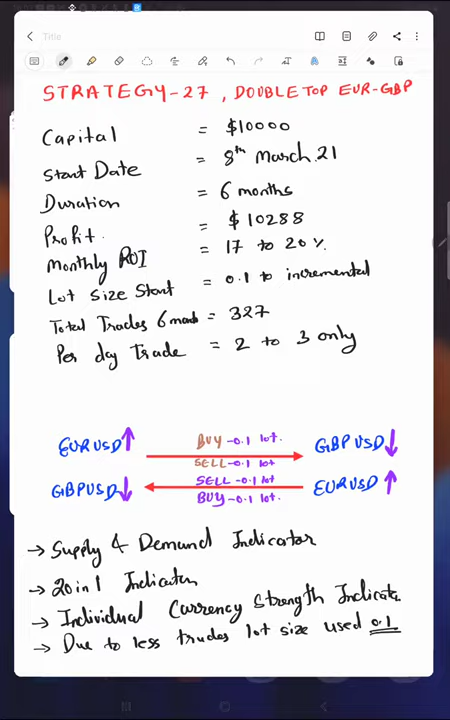 Title
STRATEGY-27, DOUBLE TOP EUR-GBP
Capital = $10000
Start Date = 8th March 21
Duration = 6 months
Profit. = $10288
Monthly ROI = 17 to 20%
Lot Size Start = 0.1 to incremental
Total Trades 6 = 327
Per day Trade = 2 to 3 only
EURUSD↑ BUY -0.1 lot. GBPUSD↓
SELL -0.1 lot
SELL -0.1 lot
GBPUSD↓ BUY -0.1 lot. EURUSD↑
→ Supply & Demand Indicator
→ 20 in 1 Indicator
→ Individual Currency Strength
→ Due to less trades lot size used 0.1